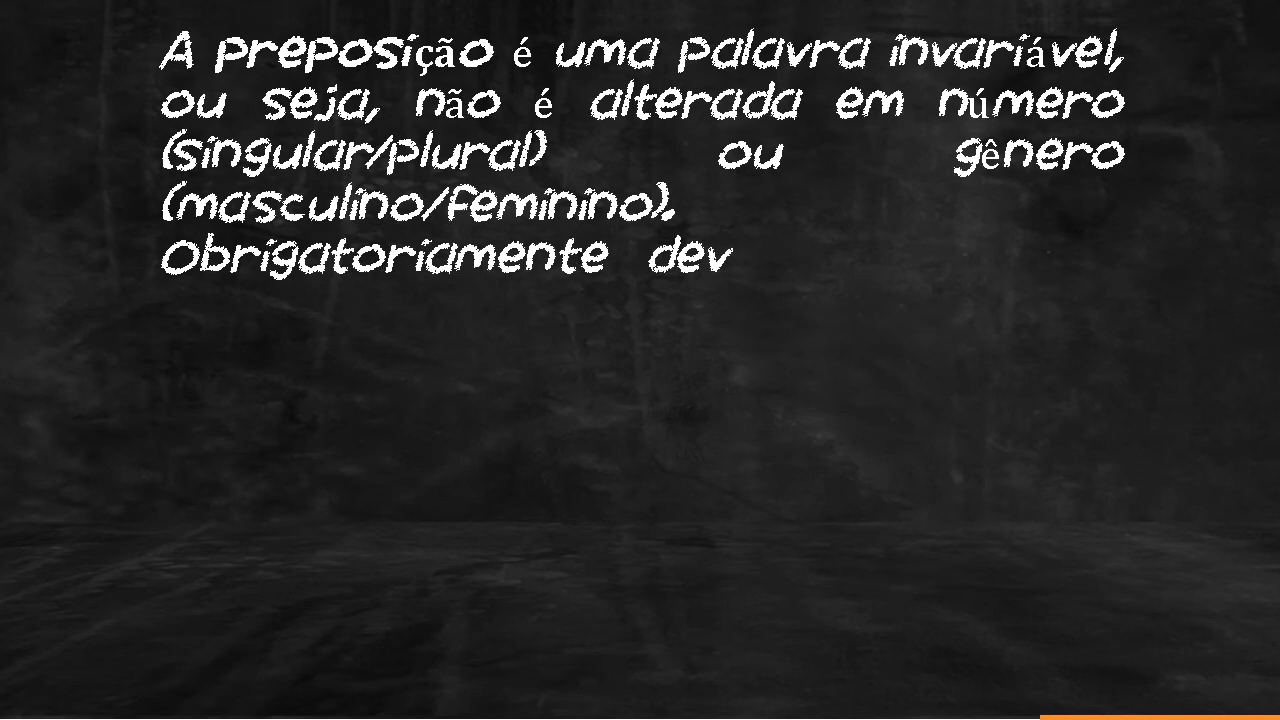 A preposição é uma palavra invariável,
ou seja, não é alterada em número
(singular/plural) ou gênero
(masculino/feminino).
Obrigatoriamente dev